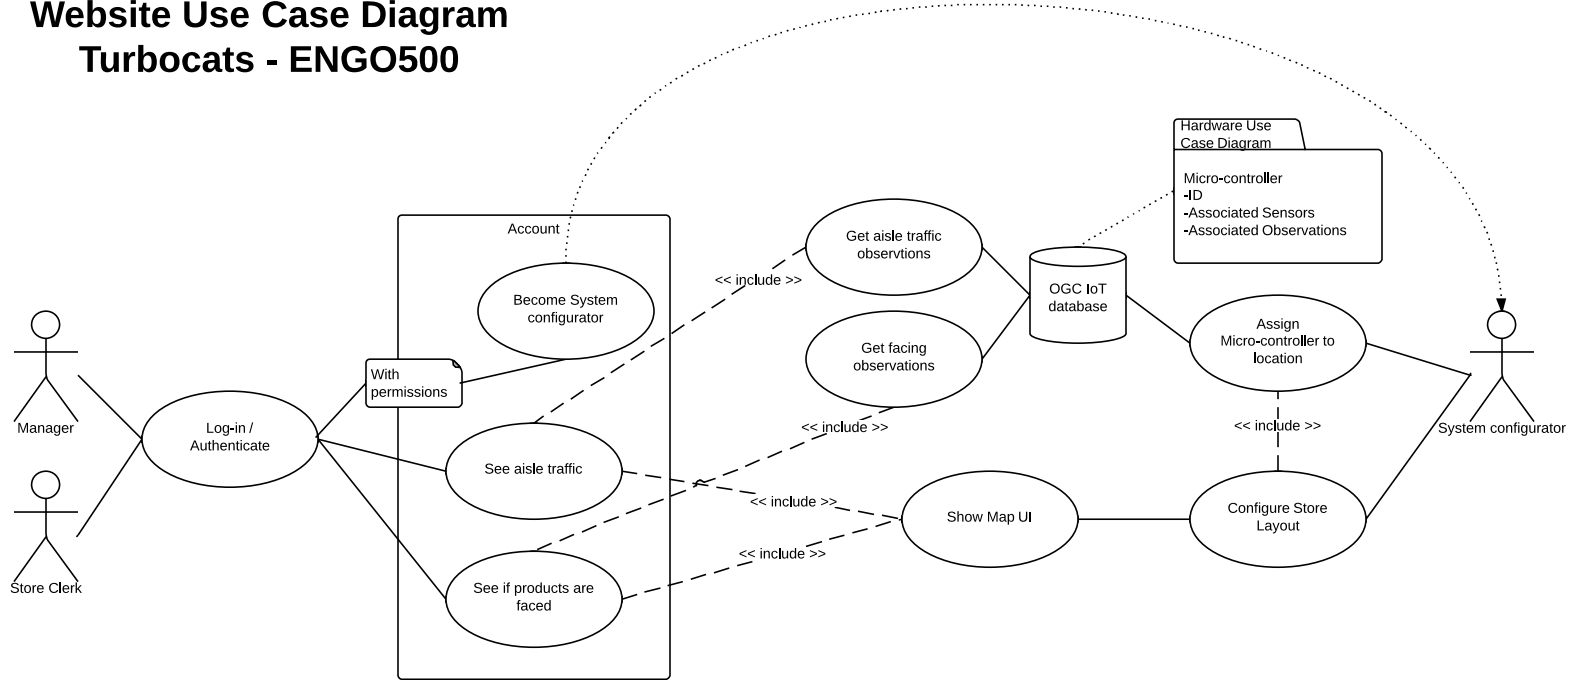 Website Use Case Diagram
Turbocats - ENGO500
Hardware Use
Case Diagram
Micro-controller
-ID
-Associated Sensors
-Associated Observations
Account
Get aisle traffic
observtions
<< include >>
OGC IoT
database
Become System
configurator
Assign
Micro-controller to
location
Get facing
observations
With
permissions
Manager
Log-in /
Authenticate
<< include >>
<< include >>
System configurator
See aisle traffic
<< include >>
Show Map UI
Configure Store
Layout
<< include >>
Store Clerk
See if products are
faced